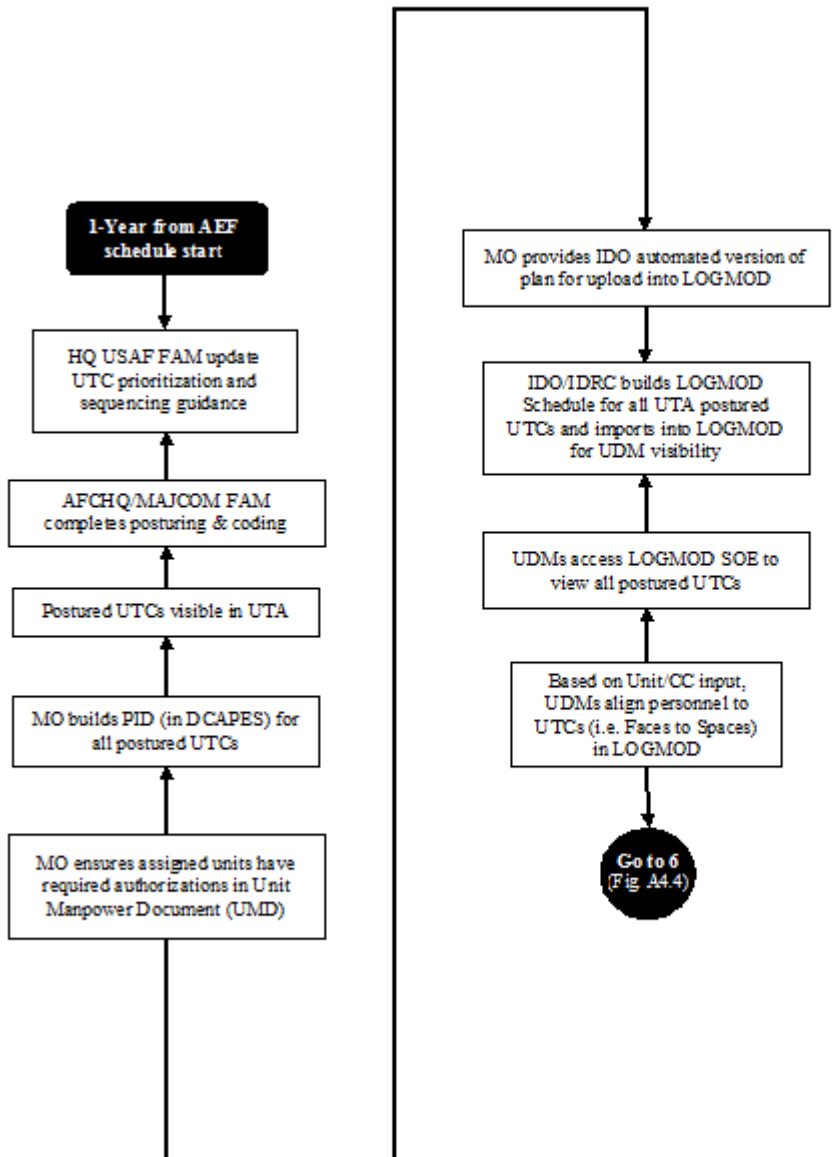 1-Year from AEF
schedule start
HQ USAF FAM update
UTC prioritization and
sequencing guidance
AFCHQ/MAJCOM FAM
completes posturing & coding
Postured UTCs visible in UTA
MO builds PID (in DCAPES) for
all postured UTCs
MO ensures assigned units have
required authorizations in Unit
Manpower Document (UMD)
MO provides IDO automated version of
plan for upload into LOGMOD
IDO/IDRC builds LOGMOD
Schedule for all UTA postured
UTCs and imports into LOGMOD
for UDM visibility
UDMs access LOGMOD SOE to
view all postured UTCs
Based on Unit/CC input,
UDMs align personnel to
UTCs (i.e. Faces to Spaces)
in LOGMOD
Go to 6
(Fig. A4.4)